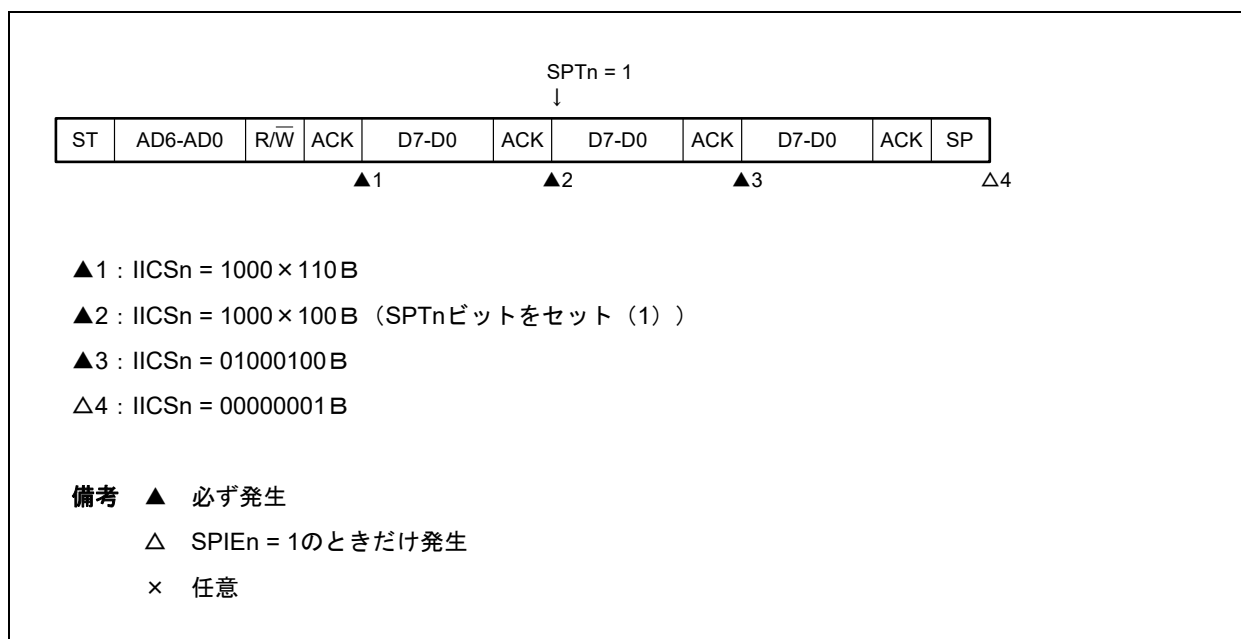 SPTn = 1
↓
ST AD6-AD0 R/W̅ ACK D7-D0 ACK D7-D0 ACK D7-D0 ACK SP
▲1 ▲2 ▲3 △4
▲1：IICSn = 1000×110B
▲2：IICSn = 1000×100B（SPTnビットをセット（1））
▲3：IICSn = 01000100B
△4：IICSn = 00000001B
備考 ▲ 必ず発生
△ SPIEn = 1のときだけ発生
× 任意